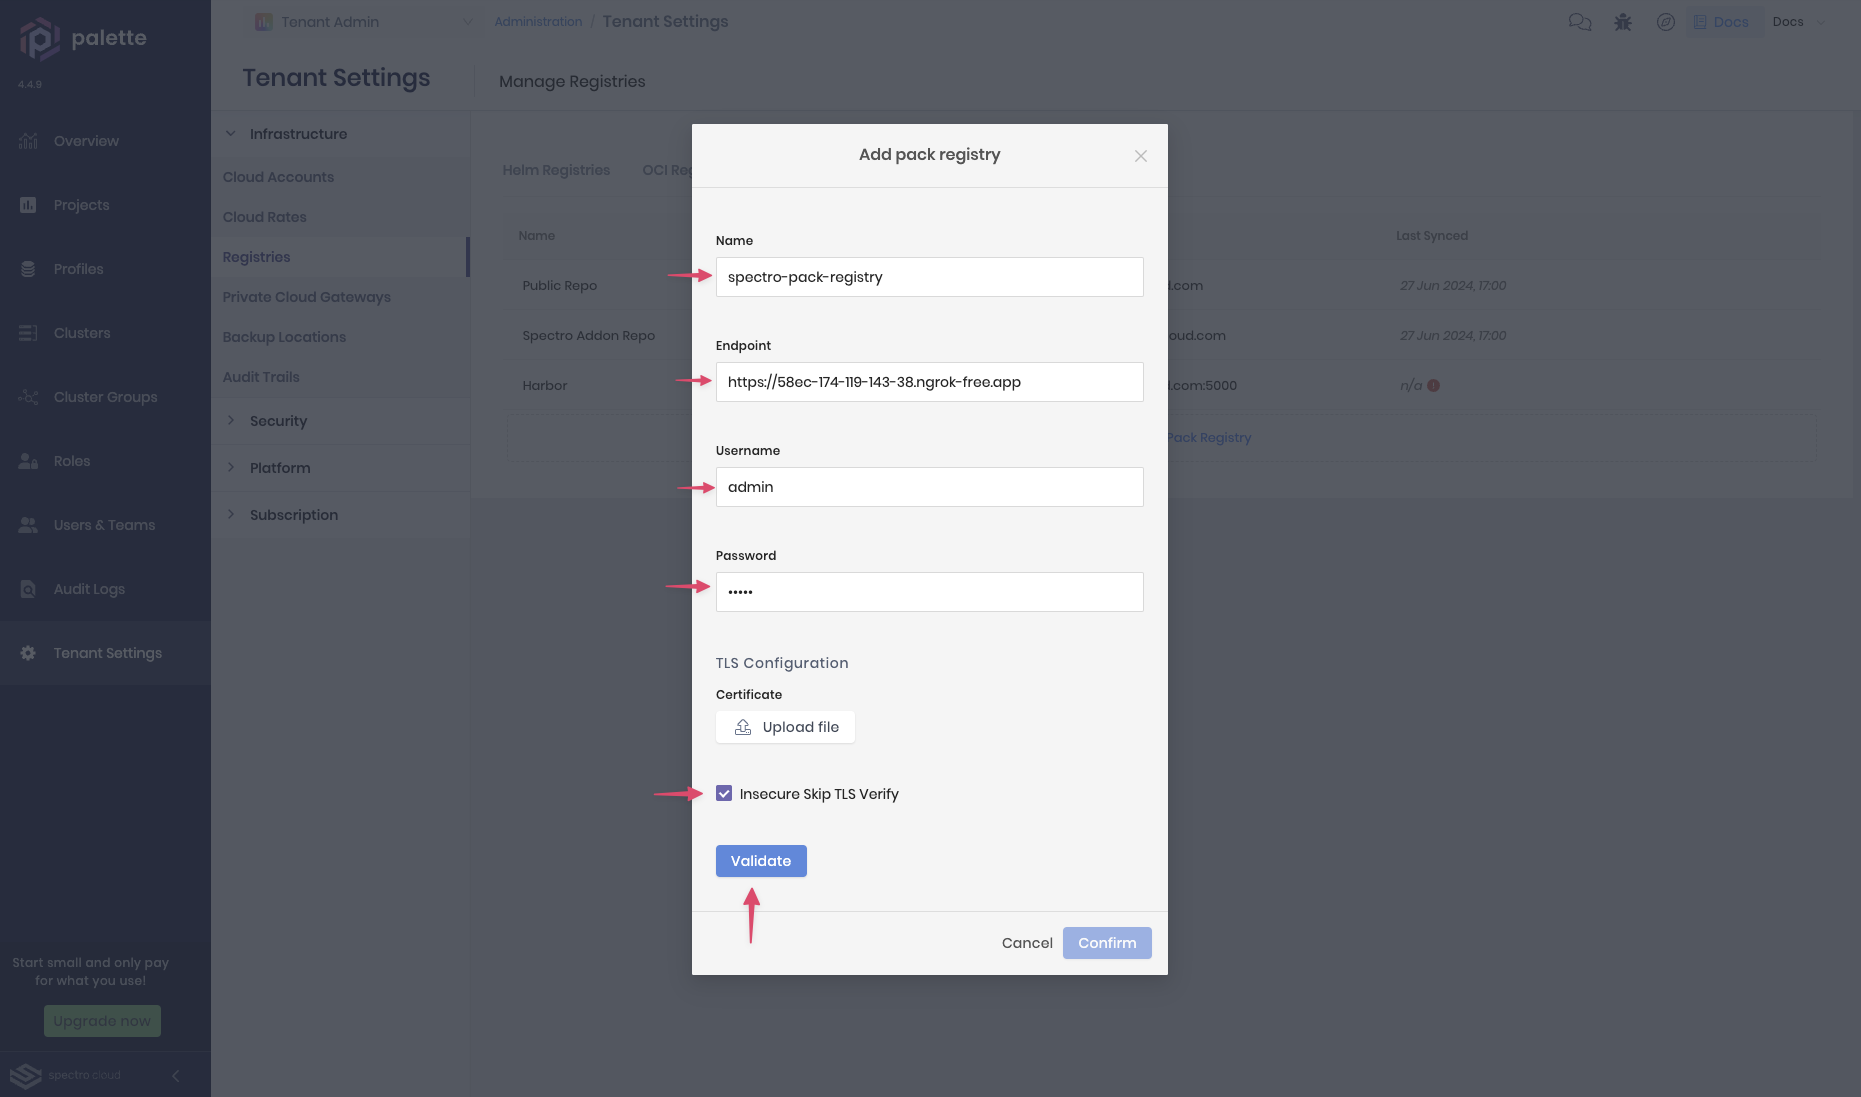 palette
4.4.9
Overview
Projects
Profiles
Clusters
Cluster Groups
Roles
Users & Teams
Audit Logs
Tenant Settings
Start small and only pay
for what you use!
Upgrade now
spectro cloud
Tenant Admin
Administration / Tenant Settings
Docs
Docs
Tenant Settings
Manage Registries
Infrastructure
Cloud Accounts
Cloud Rates
Registries
Private Cloud Gateways
Backup Locations
Audit Trails
Security
Platform
Subscription
Helm Registries
OCI Reg
Name
Last Synced
Public Repo
d.com
27 Jun 2024, 17:00
Spectro Addon Repo
oud.com
27 Jun 2024, 17:00
Harbor
d.com:5000
n/a
Pack Registry
Add pack registry
Name
spectro-pack-registry
Endpoint
https://58ec-174-119-143-38.ngrok-free.app
Username
admin
Password
•••••
TLS Configuration
Certificate
Upload file
Insecure Skip TLS Verify
Validate
Cancel
Confirm